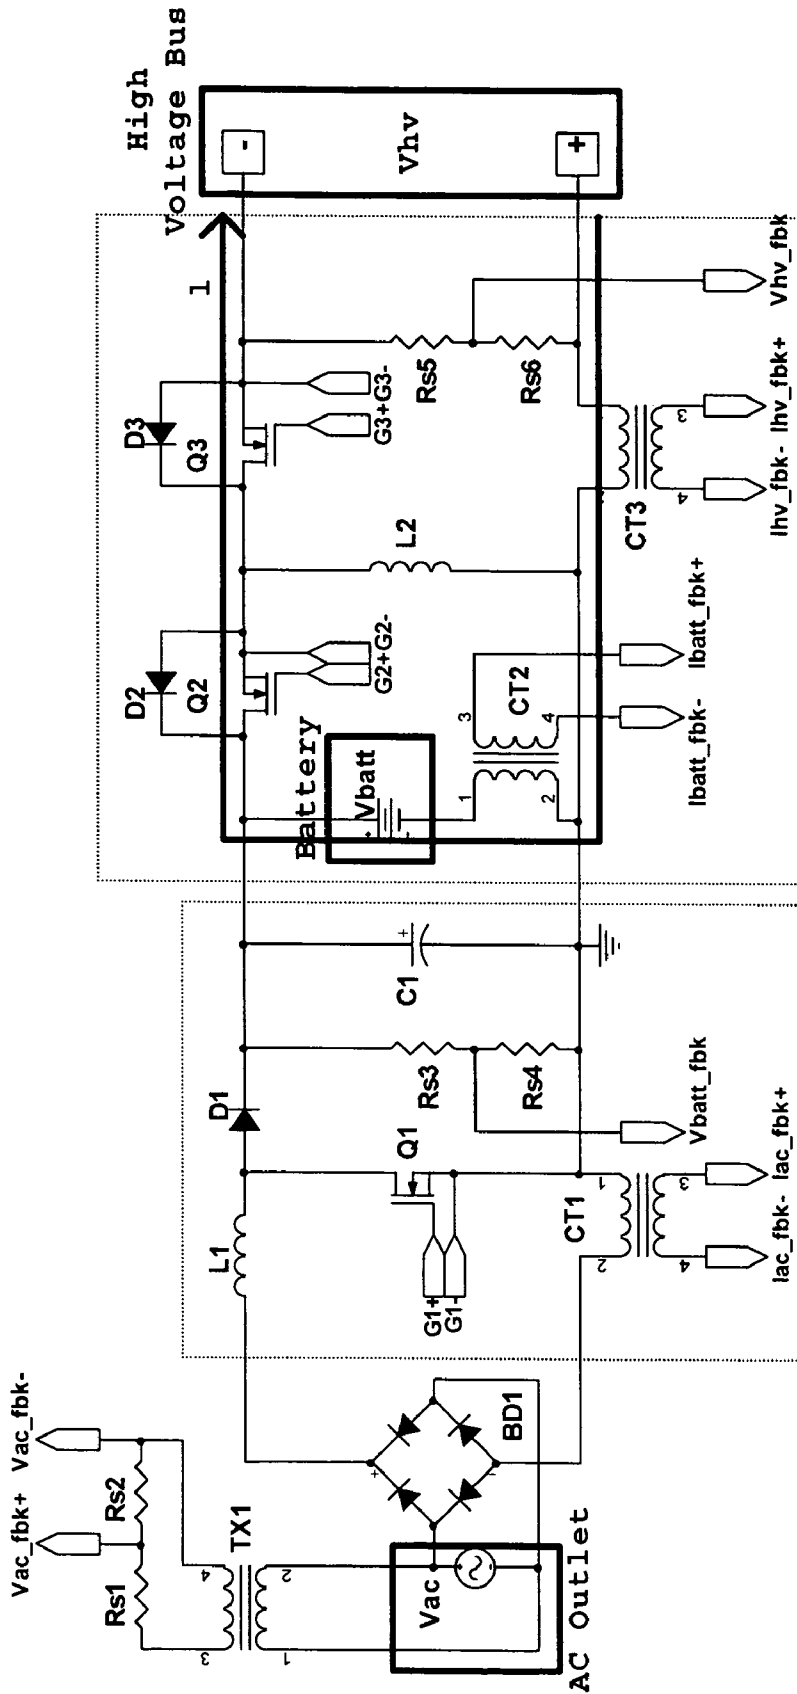 High
Voltage Bus
-
Vhv
+
1
D3
Q3
G3+
G3-
Rs5
Rs6
Vhv_fbk
CT3
3
4
Ihv_fbk+
Ihv_fbk-
L2
D2
Q2
G2+
G2-
Battery
Vbatt
+
-
CT2
1
2
3
4
Ibatt_fbk+
Ibatt_fbk-
C1
+
Rs3
Rs4
Vbatt_fbk
D1
Q1
L1
G1+
G1-
CT1
1
2
3
4
Iac_fbk+
Iac_fbk-
BD1
+
-
Vac_fbk+
Vac_fbk-
Rs1
Rs2
TX1
3
4
1
2
Vac
AC Outlet